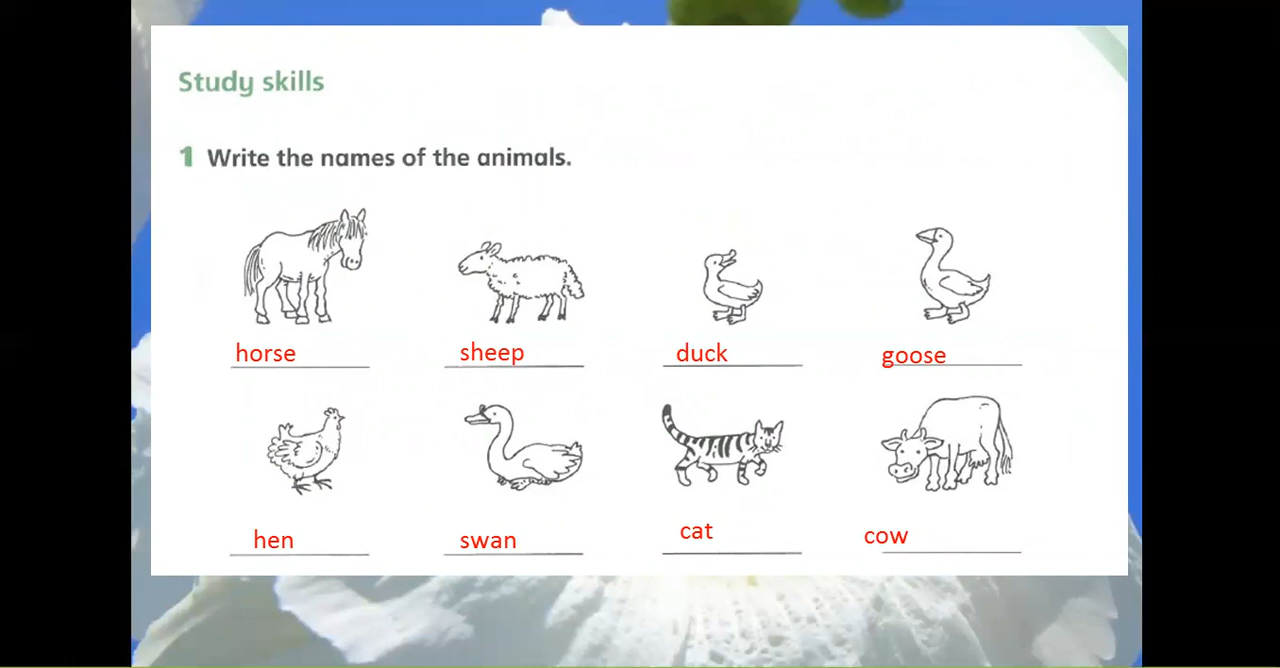 Study skills
1 Write the names of the animals.
horse sheep duck goose
hen swan cat cow